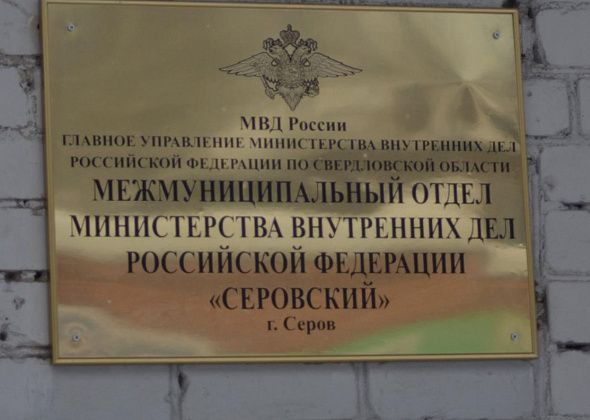 МВД России
ГЛАВНОЕ УПРАВЛЕНИЕ МИНИСТЕРСТВА ВНУТРЕННИХ ДЕЛ
РОССИЙСКОЙ ФЕДЕРАЦИИ ПО СВЕРДЛОВСКОЙ ОБЛАСТИ
МЕЖМУНИЦИПАЛЬНЫЙ ОТДЕЛ
МИНИСТЕРСТВА ВНУТРЕННИХ ДЕЛ
РОССИЙСКОЙ ФЕДЕРАЦИИ
«СЕРОВСКИЙ»
г. Серов